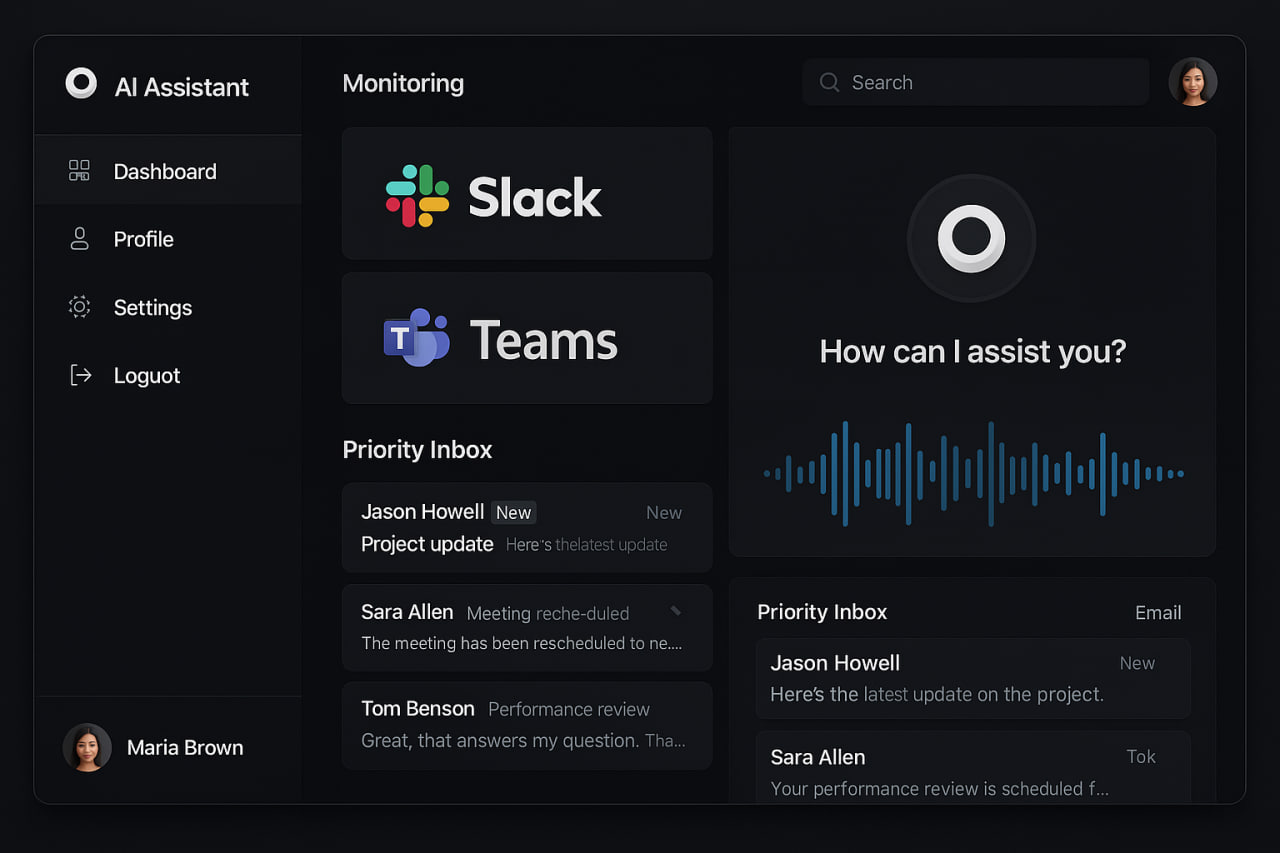 AI Assistant
Dashboard
Profile
Settings
Loguot
Maria Brown
Monitoring
Search
Slack
T Teams
Priority Inbox
Jason Howell New New
Project update Here's thelatest update
Sara Allen Meeting reche-duled
The meeting has been rescheduled to ne....
Tom Benson Performance review
Great, that answers my question. Tha...
How can I assist you?
Priority Inbox Email
Jason Howell New
Here's the latest update on the project.
Sara Allen Tok
Your performance review is scheduled f...